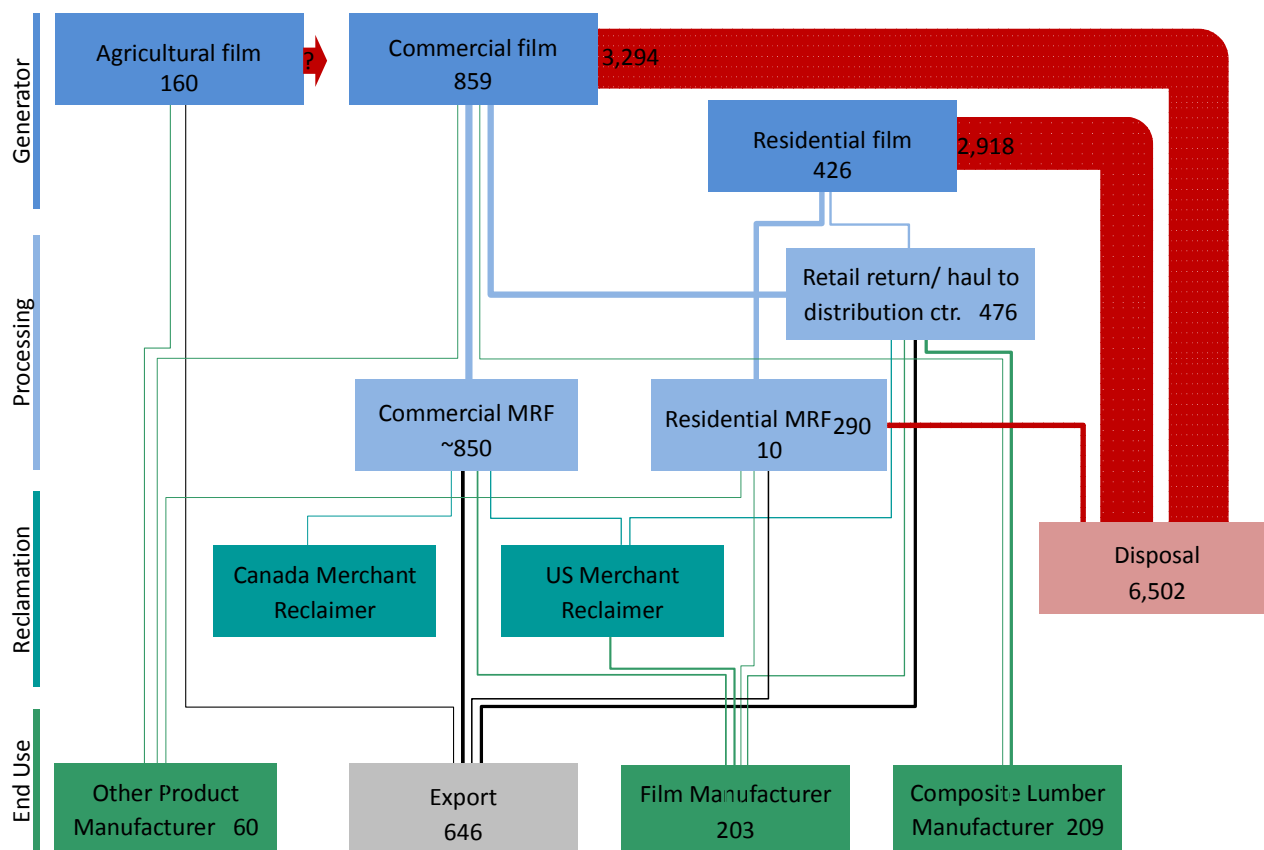 Generator
Agricultural film
160
?
Commercial film
859
3,294
Residential film
426
2,918
Processing
Retail return/ haul to
distribution ctr. 476
Commercial MRF
~850
Residential MRF 290
10
Reclamation
Canada Merchant
Reclaimer
US Merchant
Reclaimer
Disposal
6,502
End Use
Other Product
Manufacturer 60
Export
646
Film Manufacturer
203
Composite Lumber
Manufacturer 209